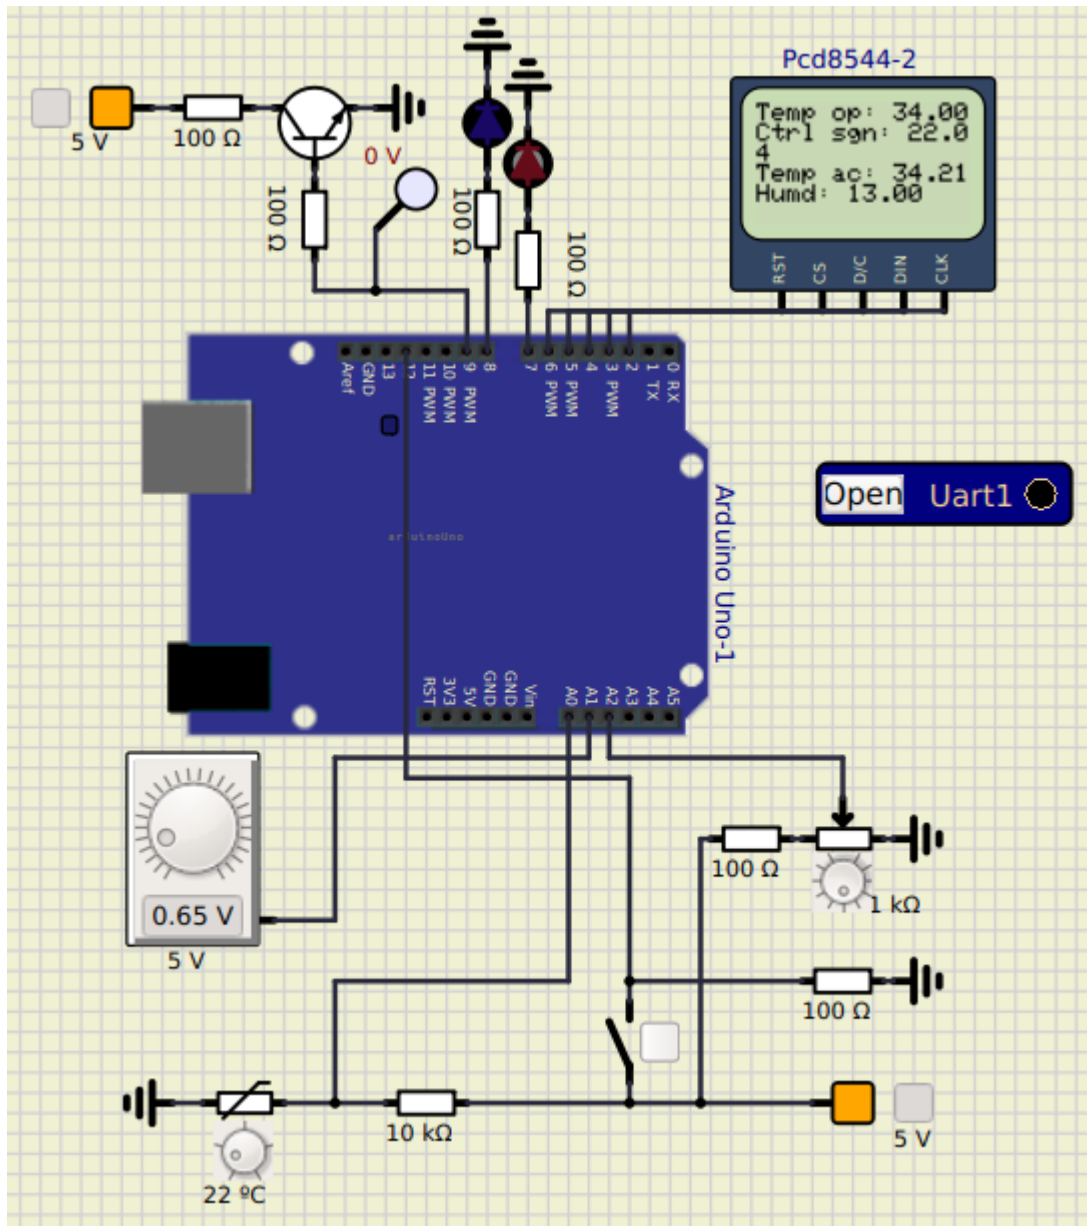 Pcd8544-2
Temp op: 34.00
Ctrl sgn: 22.0
4
Temp ac: 34.21
Humd: 13.00
RST
CS
D/C
DIN
CLK
5 V
100 Ω
0 V
100 Ω
100 Ω
100 Ω
Aref
GND
13
12
11 PWM
10 PWM
9 PWM
8
7
6 PWM
5 PWM
4
3 PWM
2
1 TX
0 RX
Open Uart1
arduinoUno
Arduino Uno-1
RST
3V3
5V
GND
GND
Vin
A0
A1
A2
A3
A4
A5
0.65 V
5 V
100 Ω
1 kΩ
100 Ω
10 kΩ
5 V
22 ºC